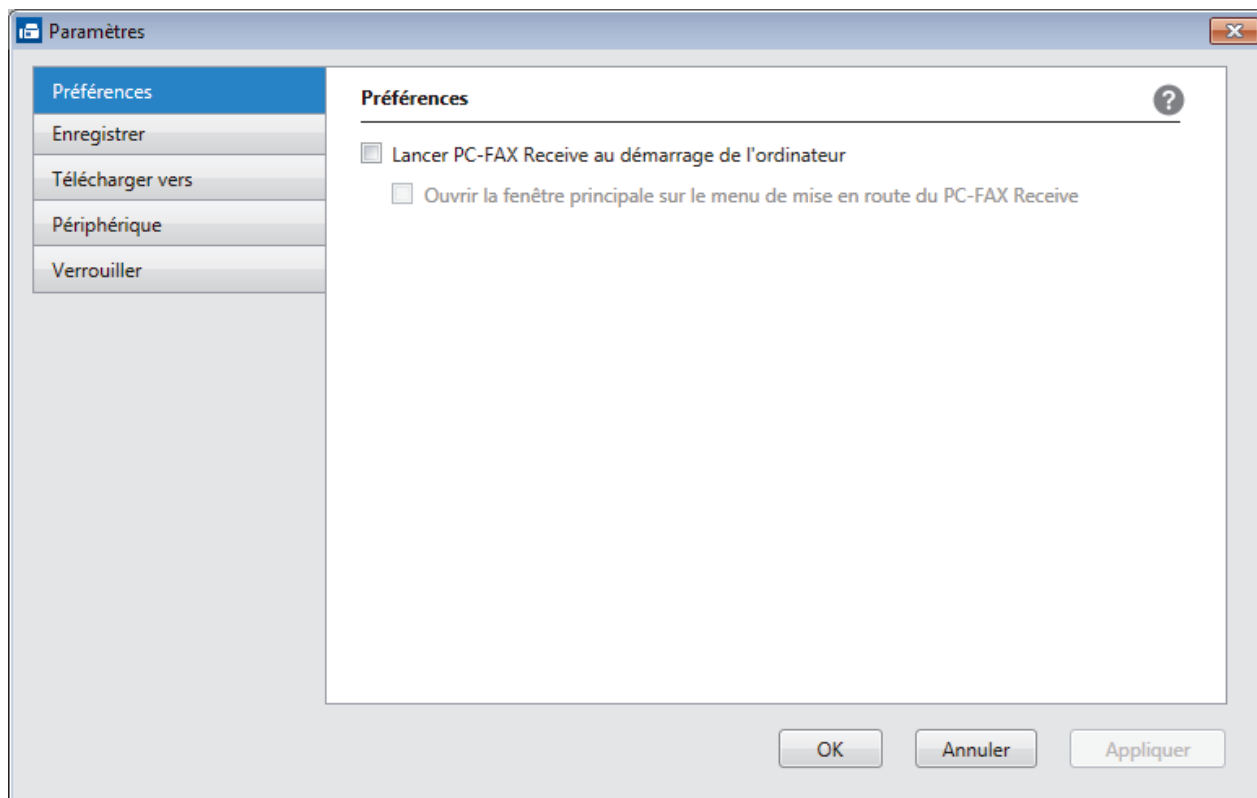 Paramètres
Préférences
Enregistrer
Télécharger vers
Périphérique
Verrouiller
Préférences
?
Lancer PC-FAX Receive au démarrage de l'ordinateur
Ouvrir la fenêtre principale sur le menu de mise en route du PC-FAX Receive
OK
Annuler
Appliquer